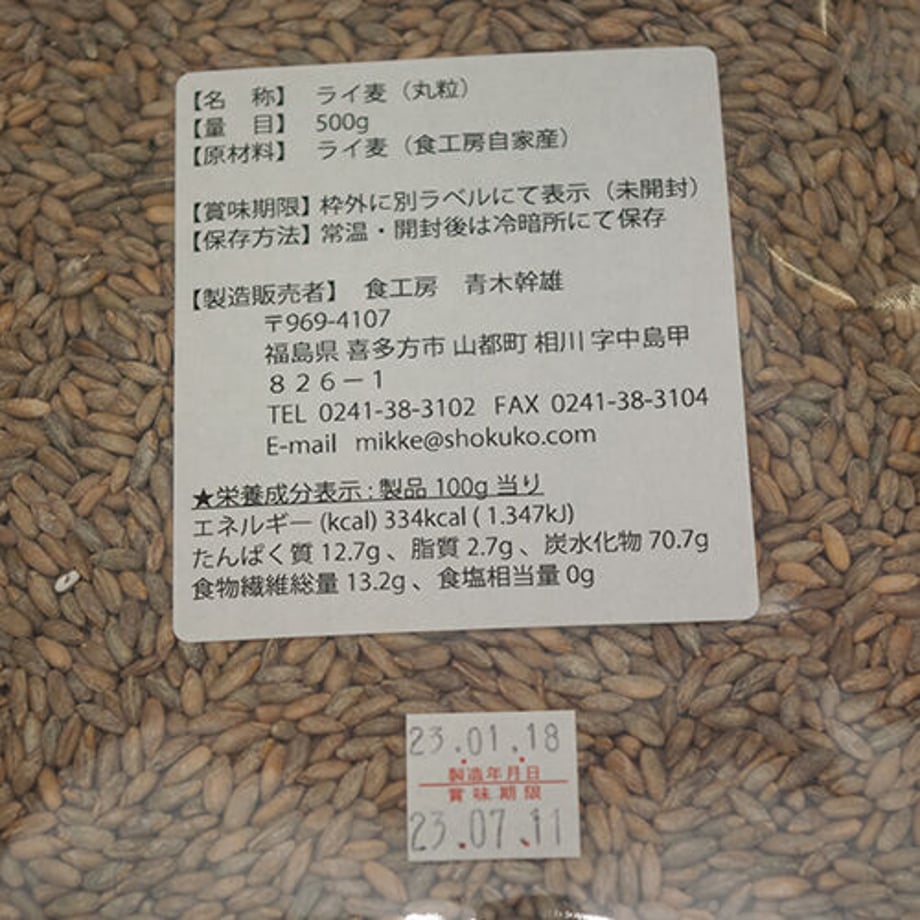 【名　称】　ライ麦（丸粒）
【量　目】　500g
【原材料】　ライ麦（食工房自家産）
【賞味期限】枠外に別ラベルにて表示（未開封）
【保存方法】常温・開封後は冷暗所にて保存
【製造販売者】　食工房　青木幹雄
〒969-4107
福島県 喜多方市 山都町 相川 字中島甲
８２６－１
TEL 0241-38-3102 FAX 0241-38-3104
E-mail mikke@shokuko.com
★栄養成分表示 : 製品 100g 当り
エネルギー (kcal) 334kcal ( 1.347kJ)
たんぱく質 12.7g 、脂質 2.7g 、炭水化物 70.7g
食物繊維総量 13.2g 、食塩相当量 0g
23.01.18
製造年月日
賞味期限
23.07.11